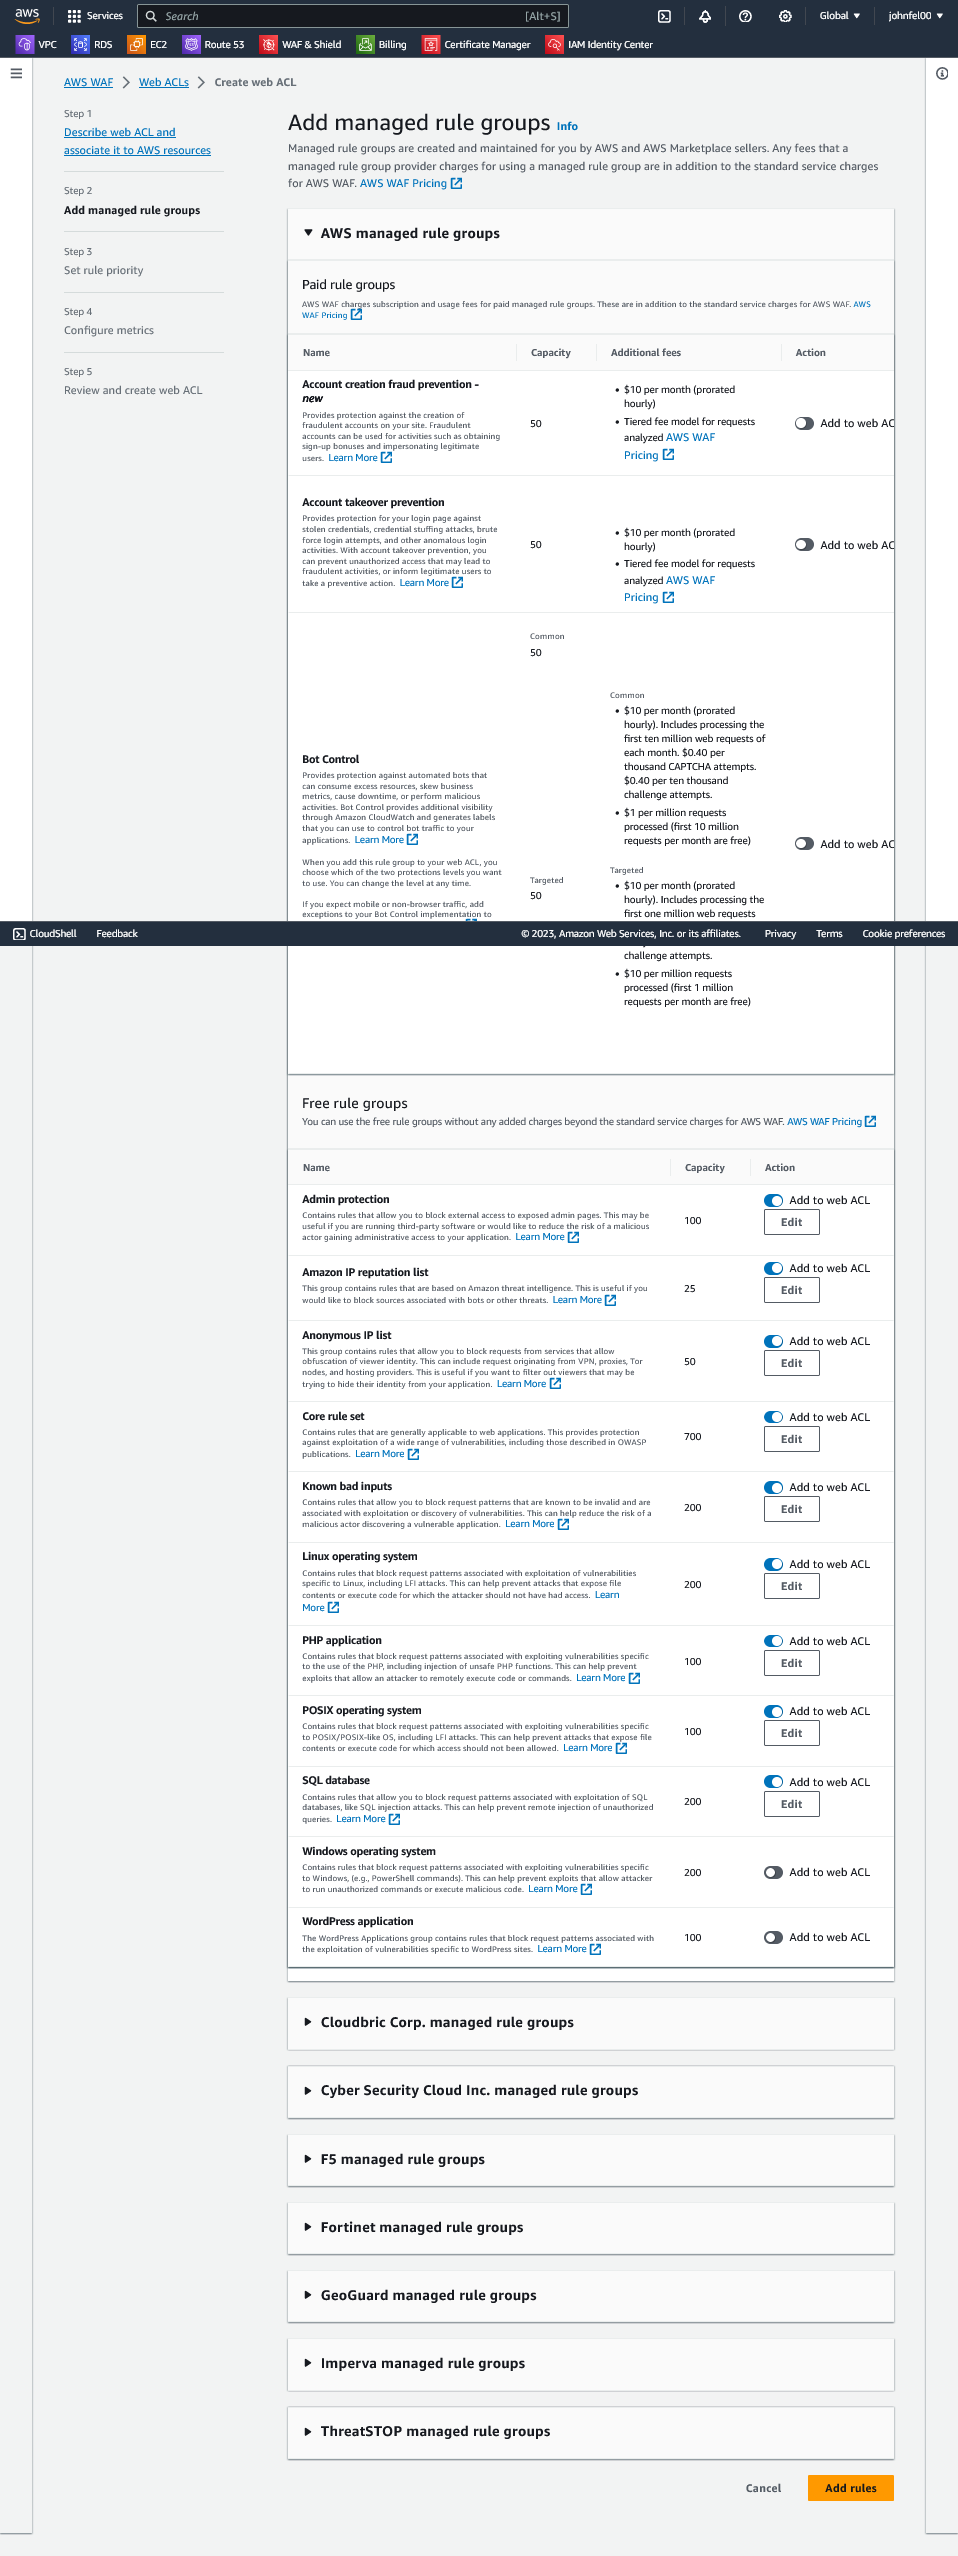 aws
Services
Search
[Alt+S]
Global
johnfel00
VPC
RDS
EC2
Route 53
WAF & Shield
Billing
Certificate Manager
IAM Identity Center
AWS WAF
Web ACLs
Create web ACL
Step 1
Describe web ACL and
associate it to AWS resources
Step 2
Add managed rule groups
Step 3
Set rule priority
Step 4
Configure metrics
Step 5
Review and create web ACL
Add managed rule groups Info
Managed rule groups are created and maintained for you by AWS and AWS Marketplace sellers. Any fees that a
managed rule group provider charges for using a managed rule group are in addition to the standard service charges
for AWS WAF. AWS WAF Pricing
AWS managed rule groups
Paid rule groups
AWS WAF charges subscription and usage fees for paid managed rule groups. These are in addition to the standard service charges for AWS WAF. AWS
WAF Pricing
Name
Capacity
Additional fees
Action
Account creation fraud prevention -
new
Provides protection against the creation of
fraudulent accounts on your site. Fraudulent
accounts can be used for activities such as obtaining
sign-up bonuses and impersonating legitimate
users. Learn More
50
• $10 per month (prorated
hourly)
• Tiered fee model for requests
analyzed AWS WAF
Pricing
Add to web AC
Account takeover prevention
Provides protection for your login page against
stolen credentials, credential stuffing attacks, brute
force login attempts, and other anomalous login
activities. With account takeover prevention, you
can prevent unauthorized access that may lead to
fraudulent activities, or inform legitimate users to
take a preventive action. Learn More
50
• $10 per month (prorated
hourly)
• Tiered fee model for requests
analyzed AWS WAF
Pricing
Add to web AC
Bot Control
Provides protection against automated bots that
can consume excess resources, skew business
metrics, cause downtime, or perform malicious
activities. Bot Control provides additional visibility
through Amazon CloudWatch and generates labels
that you can use to control bot traffic to your
applications. Learn More
When you add this rule group to your web ACL, you
choose which of the two protections levels you want
to use. You can change the level at any time.
If you expect mobile or non-browser traffic, add
exceptions to your Bot Control implementation to
Common
50
Targeted
50
Common
• $10 per month (prorated
hourly). Includes processing the
first ten million web requests of
each month. $0.40 per
thousand CAPTCHA attempts.
$0.40 per ten thousand
challenge attempts.
• $1 per million requests
processed (first 10 million
requests per month are free)
Targeted
• $10 per month (prorated
hourly). Includes processing the
first one million web requests
Add to web AC
CloudShell
Feedback
© 2023, Amazon Web Services, Inc. or its affiliates.
Privacy
Terms
Cookie preferences
challenge attempts.
• $10 per million requests
processed (first 1 million
requests per month are free)
Free rule groups
You can use the free rule groups without any added charges beyond the standard service charges for AWS WAF. AWS WAF Pricing
Name
Capacity
Action
Admin protection
Contains rules that allow you to block external access to exposed admin pages. This may be
useful if you are running third-party software or would like to reduce the risk of a malicious
actor gaining administrative access to your application. Learn More
100
Add to web ACL
Edit
Amazon IP reputation list
This group contains rules that are based on Amazon threat intelligence. This is useful if you
would like to block sources associated with bots or other threats. Learn More
25
Add to web ACL
Edit
Anonymous IP list
This group contains rules that allow you to block requests from services that allow
obfuscation of viewer identity. This can include request originating from VPN, proxies, Tor
nodes, and hosting providers. This is useful if you want to filter out viewers that may be
trying to hide their identity from your application. Learn More
50
Add to web ACL
Edit
Core rule set
Contains rules that are generally applicable to web applications. This provides protection
against exploitation of a wide range of vulnerabilities, including those described in OWASP
publications. Learn More
700
Add to web ACL
Edit
Known bad inputs
Contains rules that allow you to block request patterns that are known to be invalid and are
associated with exploitation or discovery of vulnerabilities. This can help reduce the risk of a
malicious actor discovering a vulnerable application. Learn More
200
Add to web ACL
Edit
Linux operating system
Contains rules that block request patterns associated with exploitation of vulnerabilities
specific to Linux, including LFI attacks. This can help prevent attacks that expose file
contents or execute code for which the attacker should not have had access. Learn
More
200
Add to web ACL
Edit
PHP application
Contains rules that block request patterns associated with exploiting vulnerabilities specific
to the use of the PHP, including injection of unsafe PHP functions. This can help prevent
exploits that allow an attacker to remotely execute code or commands. Learn More
100
Add to web ACL
Edit
POSIX operating system
Contains rules that block request patterns associated with exploiting vulnerabilities specific
to POSIX/POSIX-like OS, including LFI attacks. This can help prevent attacks that expose file
contents or execute code for which access should not been allowed. Learn More
100
Add to web ACL
Edit
SQL database
Contains rules that allow you to block request patterns associated with exploitation of SQL
databases, like SQL injection attacks. This can help prevent remote injection of unauthorized
queries. Learn More
200
Add to web ACL
Edit
Windows operating system
Contains rules that block request patterns associated with exploiting vulnerabilities specific
to Windows, (e.g., PowerShell commands). This can help prevent exploits that allow attacker
to run unauthorized commands or execute malicious code. Learn More
200
Add to web ACL
WordPress application
The WordPress Applications group contains rules that block request patterns associated with
the exploitation of vulnerabilities specific to WordPress sites. Learn More
100
Add to web ACL
Cloudbric Corp. managed rule groups
Cyber Security Cloud Inc. managed rule groups
F5 managed rule groups
Fortinet managed rule groups
GeoGuard managed rule groups
Imperva managed rule groups
ThreatSTOP managed rule groups
Cancel
Add rules